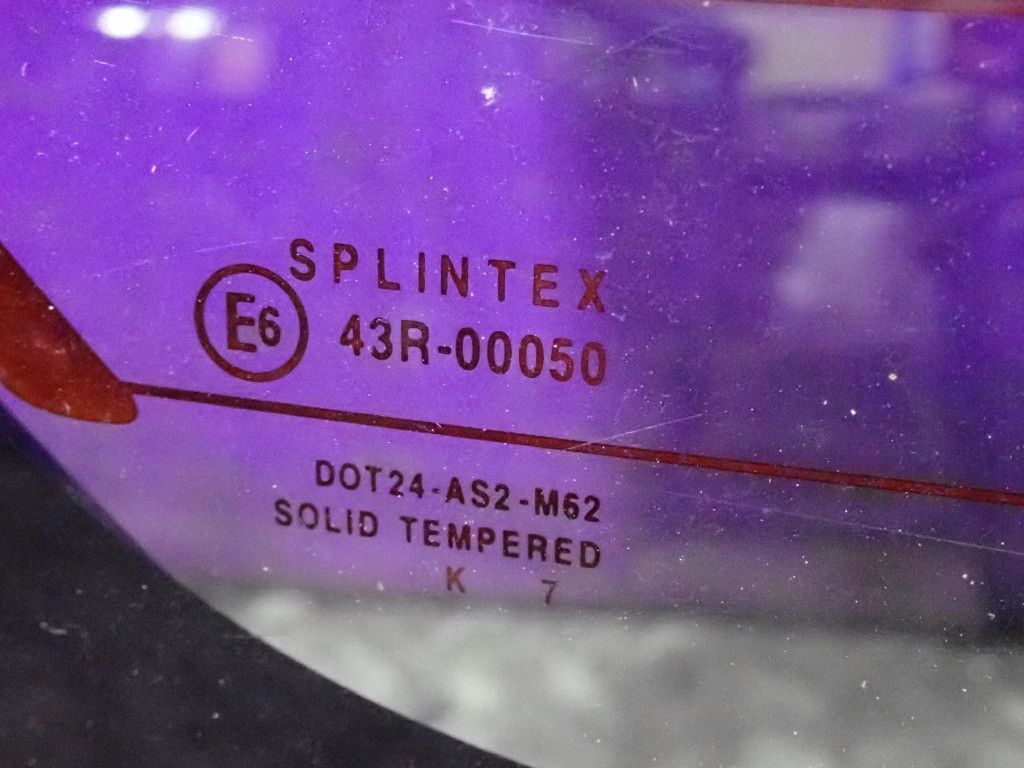 SPLINTEX
E6 43R-00050
DOT24-AS2-M62
SOLID TEMPERED
K 7